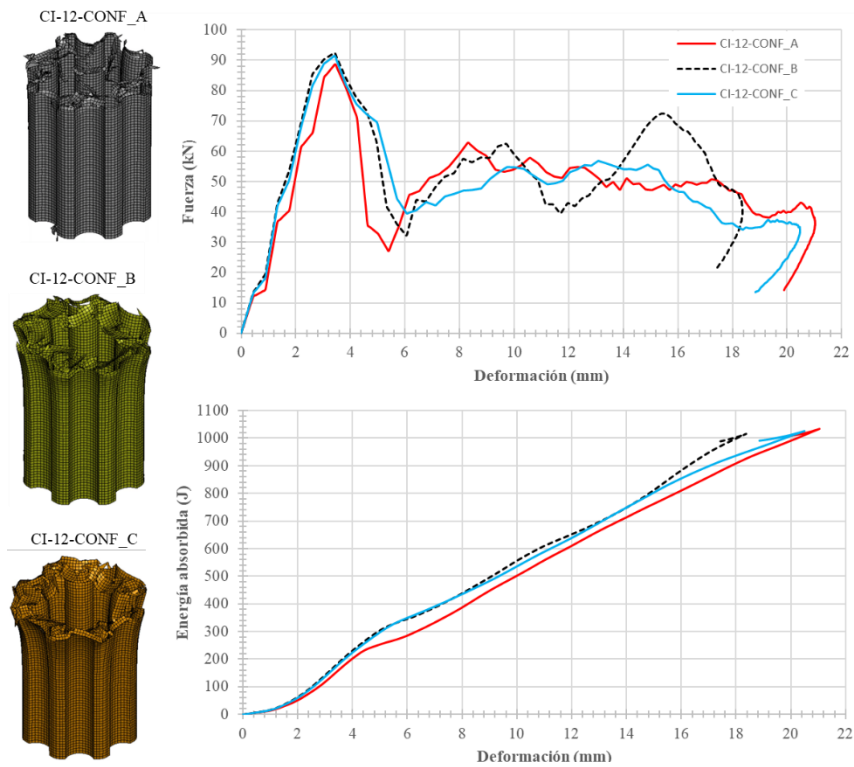 CI-12-CONF_A
CI-12-CONF_B
CI-12-CONF_C
100
90
80
70
60
50
40
30
20
10
0
Fuerza (kN)
0 2 4 6 8 10 12 14 16 18 20 22
Deformación (mm)
CI-12-CONF_A
CI-12-CONF_B
CI-12-CONF_C
1100
1000
900
800
700
600
500
400
300
200
100
0
Energía absorbida (J)
0 2 4 6 8 10 12 14 16 18 20 22
Deformación (mm)